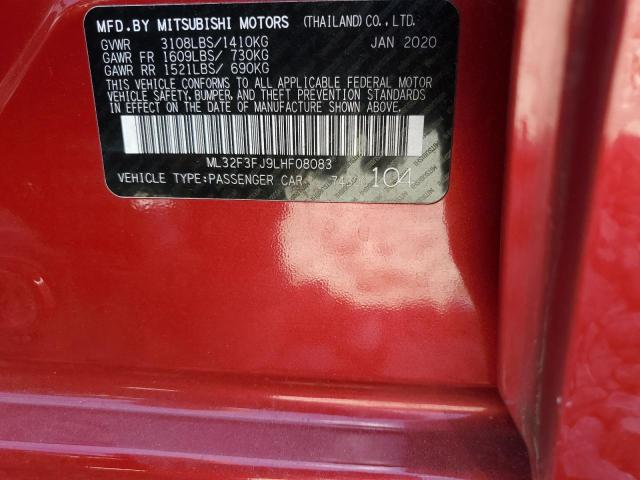 MFD.BY MITSUBISHI MOTORS (THAILAND)CO.,LTD.
GVWR 3108LBS/1410KG JAN 2020
GAWR FR 1609LBS/ 730KG
GAWR RR 1521LBS/ 690KG
THIS VEHICLE CONFORMS TO ALL APPLICABLE FEDERAL MOTOR
VEHICLE SAFETY,BUMPER,AND THEFT PREVENTION STANDARDS
IN EFFECT ON THE DATE OF MANUFACTURE SHOWN ABOVE.
ML32F3FJ9LHF08083
VEHICLE TYPE:PASSENGER CAR 104